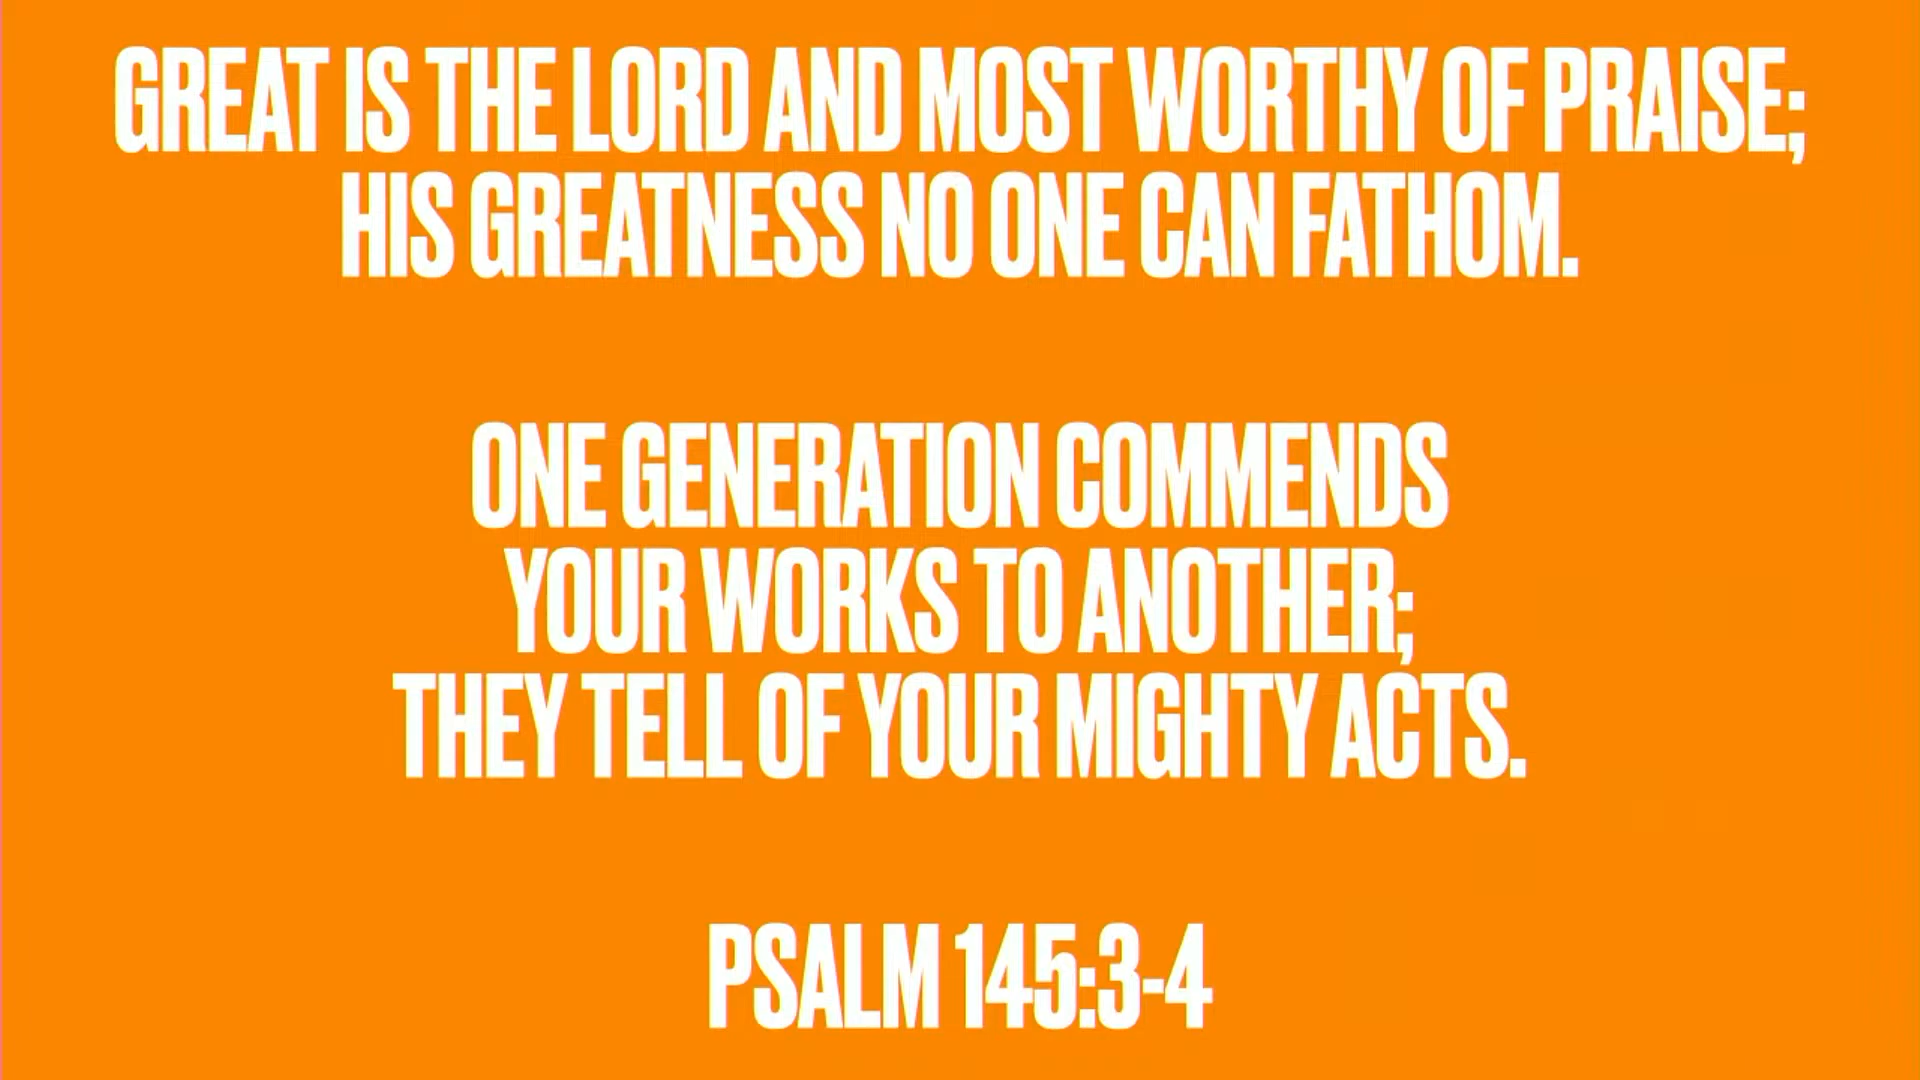 GREAT IS THE LORD AND MOST WORTHY OF PRAISE;
HIS GREATNESS NO ONE CAN FATHOM.
ONE GENERATION COMMENDS
YOUR WORKS TO ANOTHER;
THEY TELL OF YOUR MIGHTY ACTS.
PSALM 145:3-4